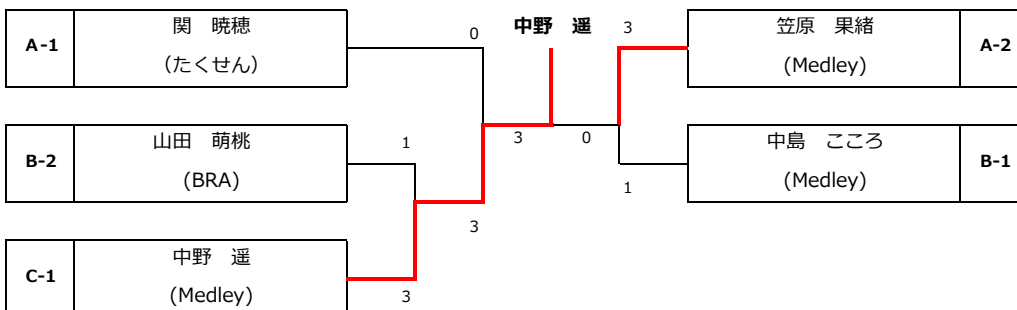 A-1
関 暁穂
(たくせん)
0
中野 遥
3
笠原 果緒
(Medley)
A-2
B-2
山田 萌桃
(BRA)
1
3
0
中島 こころ
(Medley)
B-1
1
3
C-1
中野 遥
(Medley)
3